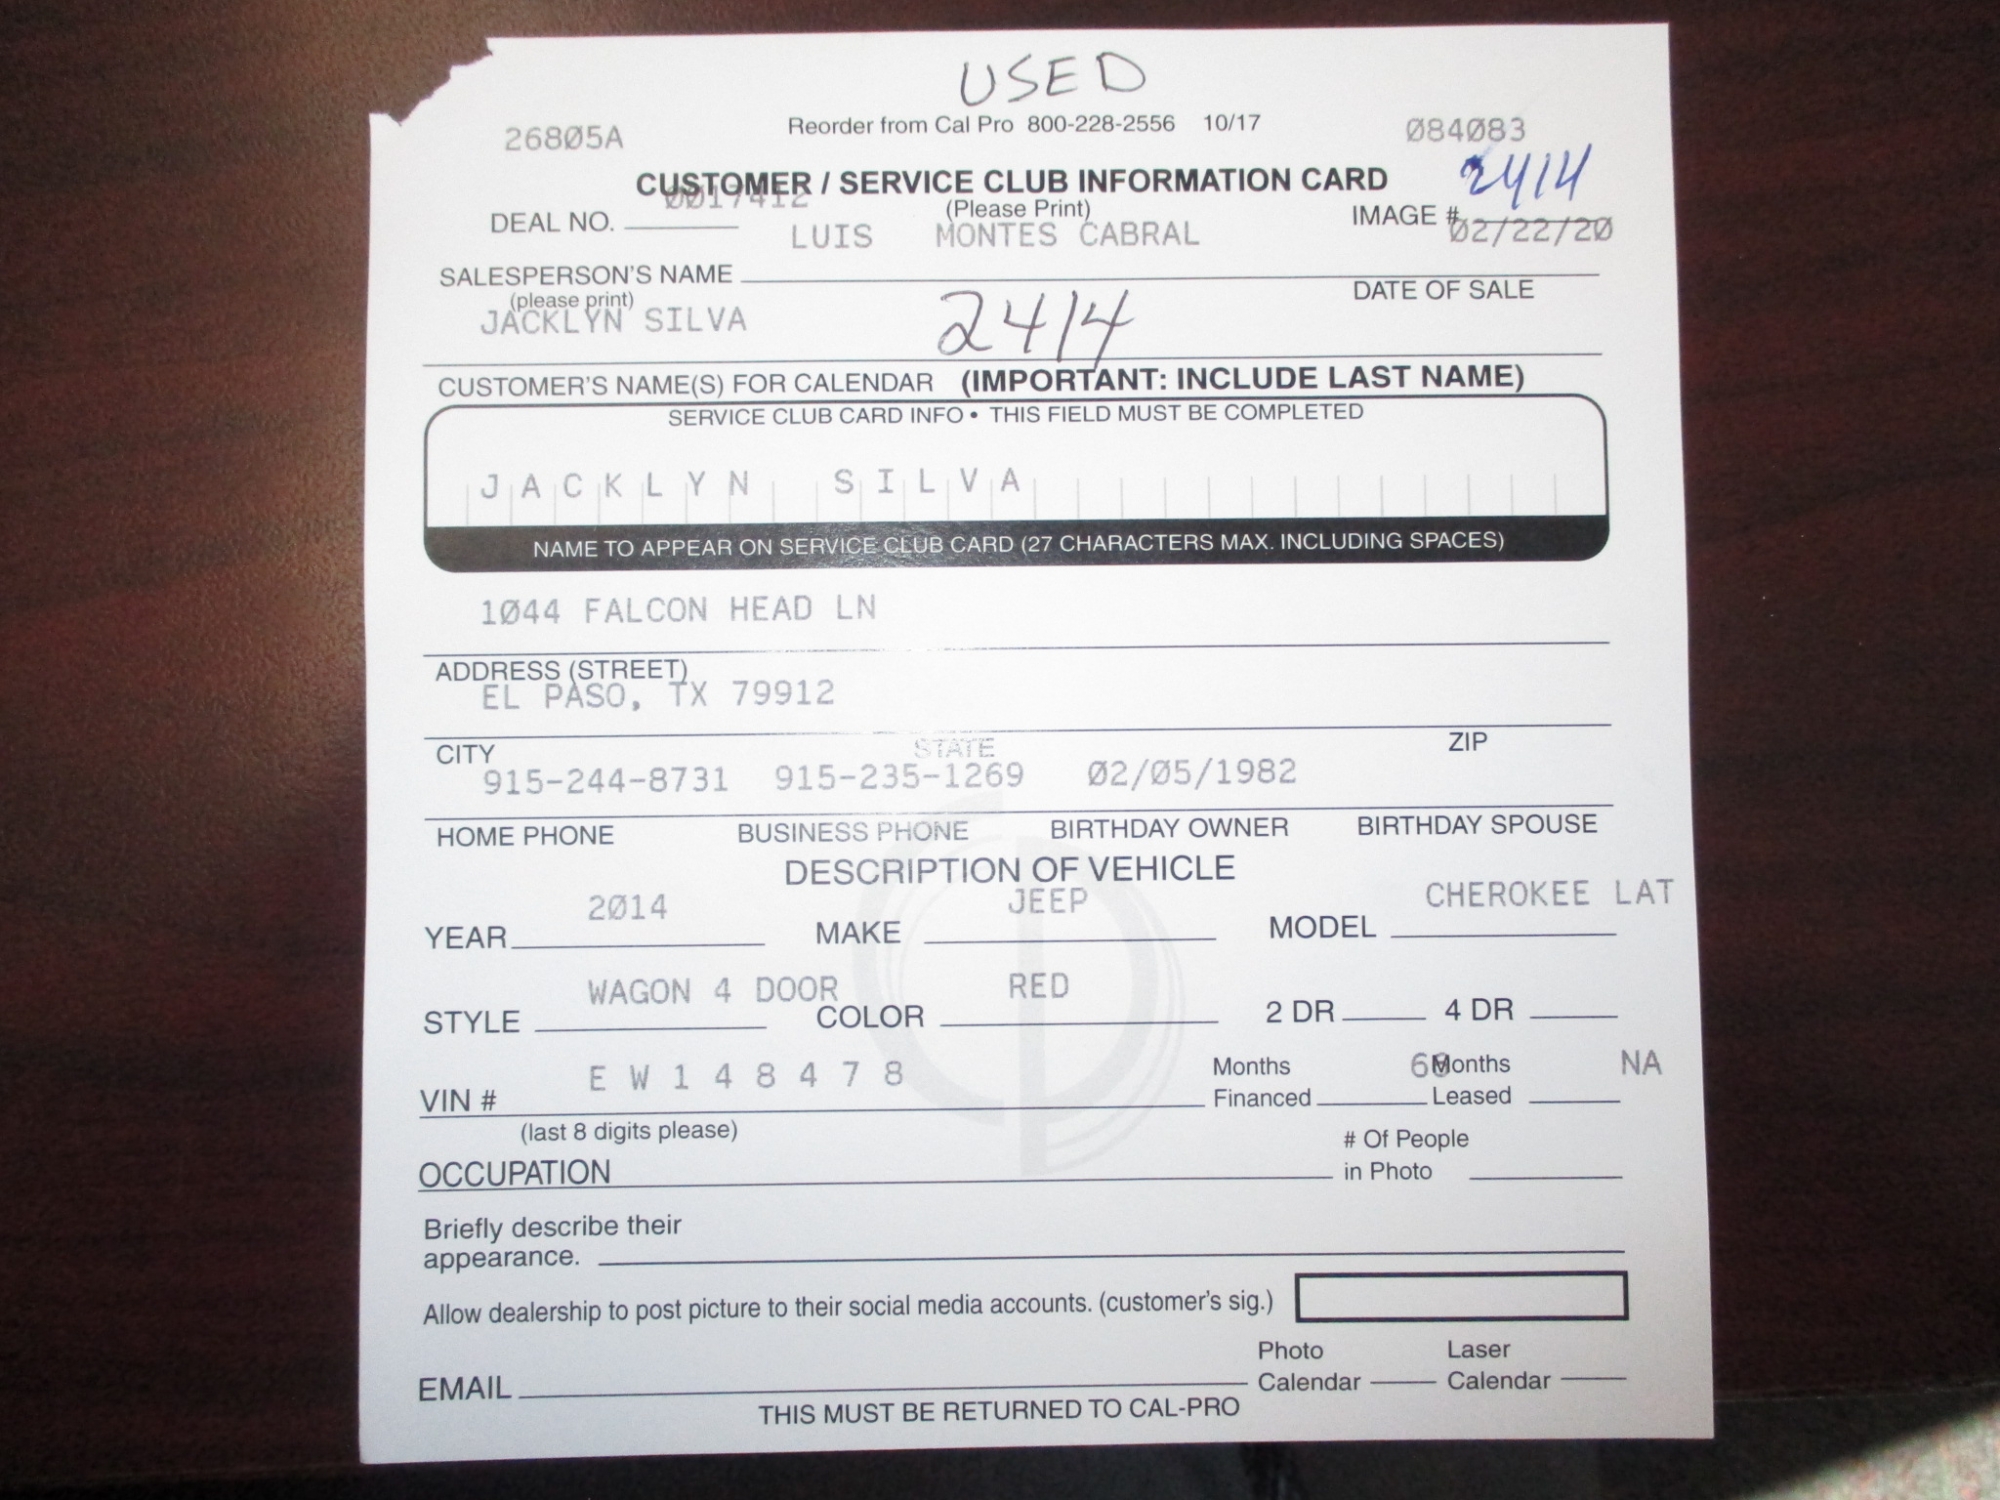 USED
Reorder from Cal Pro 800-228-2556 10/17
26805A 084083
2414
CUSTOMER / SERVICE CLUB INFORMATION CARD
0017412
(Please Print)
DEAL NO. IMAGE #
LUIS MONTES CABRAL 02/22/20
SALESPERSON'S NAME DATE OF SALE
(please print)
JACKLYN SILVA 2414
CUSTOMER'S NAME(S) FOR CALENDAR (IMPORTANT: INCLUDE LAST NAME)
SERVICE CLUB CARD INFO • THIS FIELD MUST BE COMPLETED
JACKLYN SILVA
NAME TO APPEAR ON SERVICE CLUB CARD (27 CHARACTERS MAX. INCLUDING SPACES)
1044 FALCON HEAD LN
ADDRESS (STREET)
EL PASO, TX 79912
CITY STATE ZIP
915-244-8731 915-235-1269 02/05/1982
HOME PHONE BUSINESS PHONE BIRTHDAY OWNER BIRTHDAY SPOUSE
DESCRIPTION OF VEHICLE
2014 JEEP CHEROKEE LAT
YEAR MAKE MODEL
WAGON 4 DOOR RED
STYLE COLOR 2 DR 4 DR
EW148478 Months Months NA
VIN # Financed Leased
(last 8 digits please) # Of People
OCCUPATION in Photo
Briefly describe their
appearance.
Allow dealership to post picture to their social media accounts. (customer's sig.)
Photo Laser
EMAIL Calendar Calendar
THIS MUST BE RETURNED TO CAL-PRO